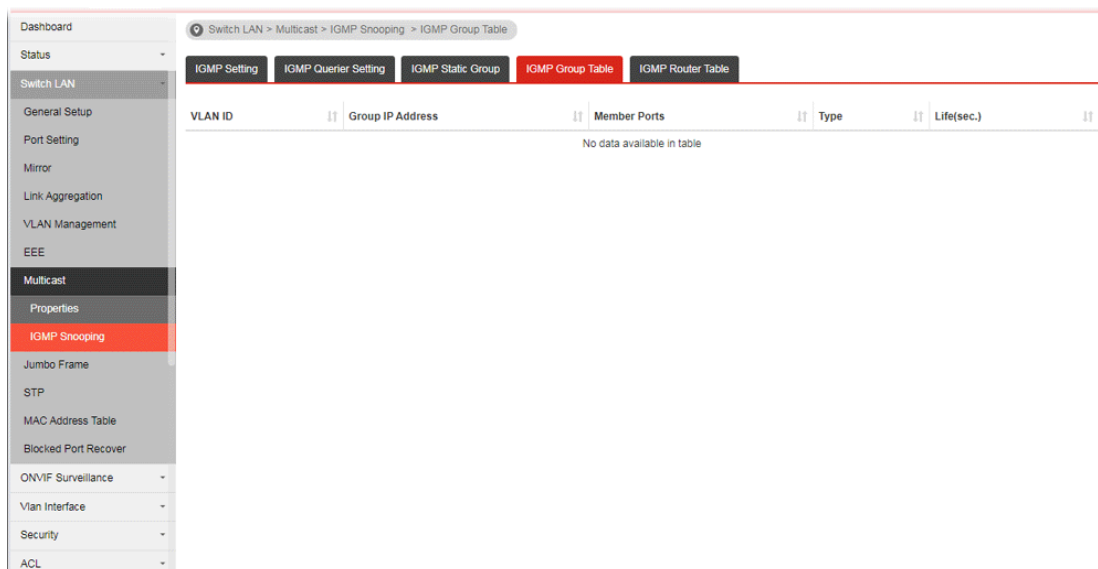 Dashboard
Status
Switch LAN
General Setup
Port Setting
Mirror
Link Aggregation
VLAN Management
EEE
Multicast
Properties
IGMP Snooping
Jumbo Frame
STP
MAC Address Table
Blocked Port Recover
ONVIF Surveillance
Vlan Interface
Security
ACL
Switch LAN > Multicast > IGMP Snooping > IGMP Group Table
IGMP Setting IGMP Querier Setting IGMP Static Group IGMP Group Table IGMP Router Table
VLAN ID Group IP Address Member Ports Type Life(sec.)
No data available in table